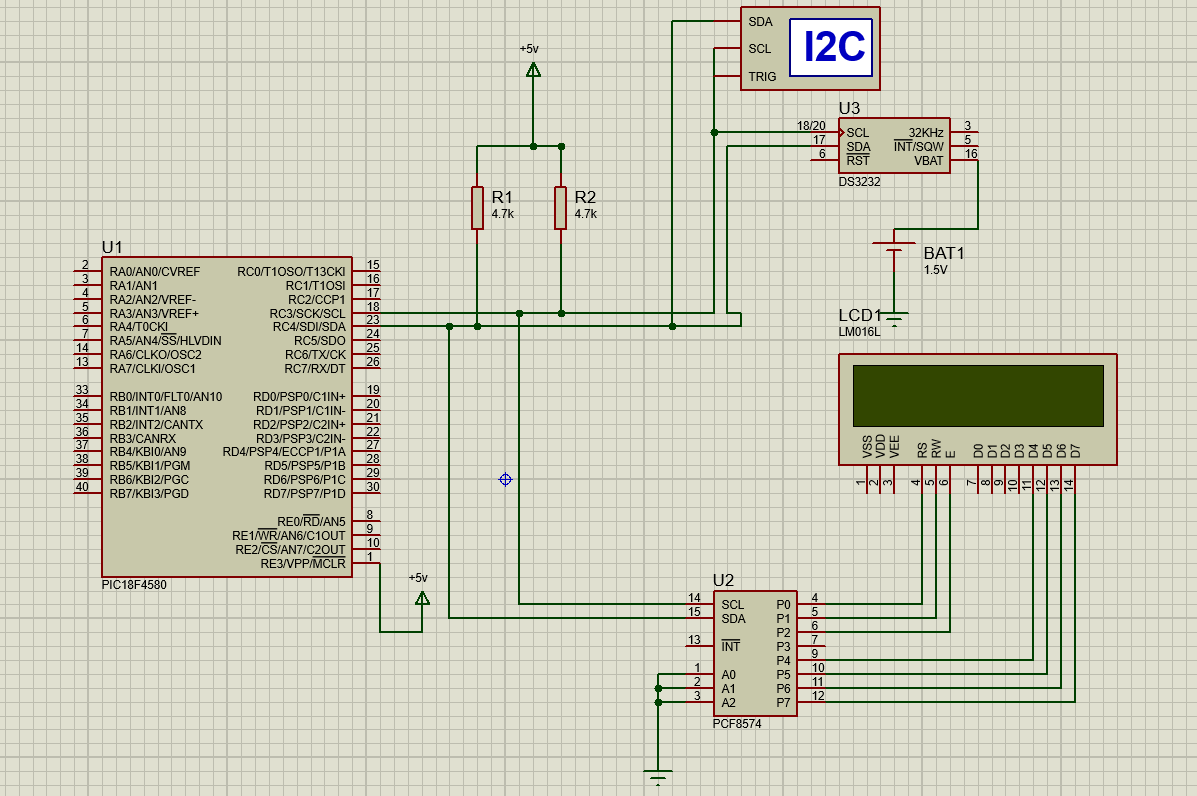 SDA
SCL
TRIG
I2C
+5v
U3
18/20 SCL 32KHz 3
17 SDA INT/SQW 5
6 RST VBAT 16
DS3232
R1
4.7k
R2
4.7k
BAT1
1.5V
U1
2 RA0/AN0/CVREF RC0/T1OSO/T13CKI 15
3 RA1/AN1 RC1/T1OSI 16
4 RA2/AN2/VREF- RC2/CCP1 17
5 RA3/AN3/VREF+ RC3/SCK/SCL 18
6 RA4/T0CKI RC4/SDI/SDA 23
7 RA5/AN4/SS/HLVDIN RC5/SDO 24
14 RA6/CLKO/OSC2 RC6/TX/CK 25
13 RA7/CLKI/OSC1 RC7/RX/DT 26
33 RB0/INT0/FLT0/AN10 RD0/PSP0/C1IN+ 19
34 RB1/INT1/AN8 RD1/PSP1/C1IN- 20
35 RB2/INT2/CANTX RD2/PSP2/C2IN+ 21
36 RB3/CANRX RD3/PSP3/C2IN- 22
37 RB4/KBI0/AN9 RD4/PSP4/ECCP1/P1A 27
38 RB5/KBI1/PGM RD5/PSP5/P1B 28
39 RB6/KBI2/PGC RD6/PSP6/P1C 29
40 RB7/KBI3/PGD RD7/PSP7/P1D 30
RE0/RD/AN5 8
RE1/WR/AN6/C1OUT 9
RE2/CS/AN7/C2OUT 10
RE3/VPP/MCLR 1
PIC18F4580
+5v
LCD1
LM016L
VSS VDD VEE RS RW E D0 D1 D2 D3 D4 D5 D6 D7
1 2 3 4 5 6 7 8 9 10 11 12 13 14
U2
14 SCL P0 4
15 SDA P1 5
P2 6
13 INT P3 7
P4 9
1 A0 P5 10
2 A1 P6 11
3 A2 P7 12
PCF8574